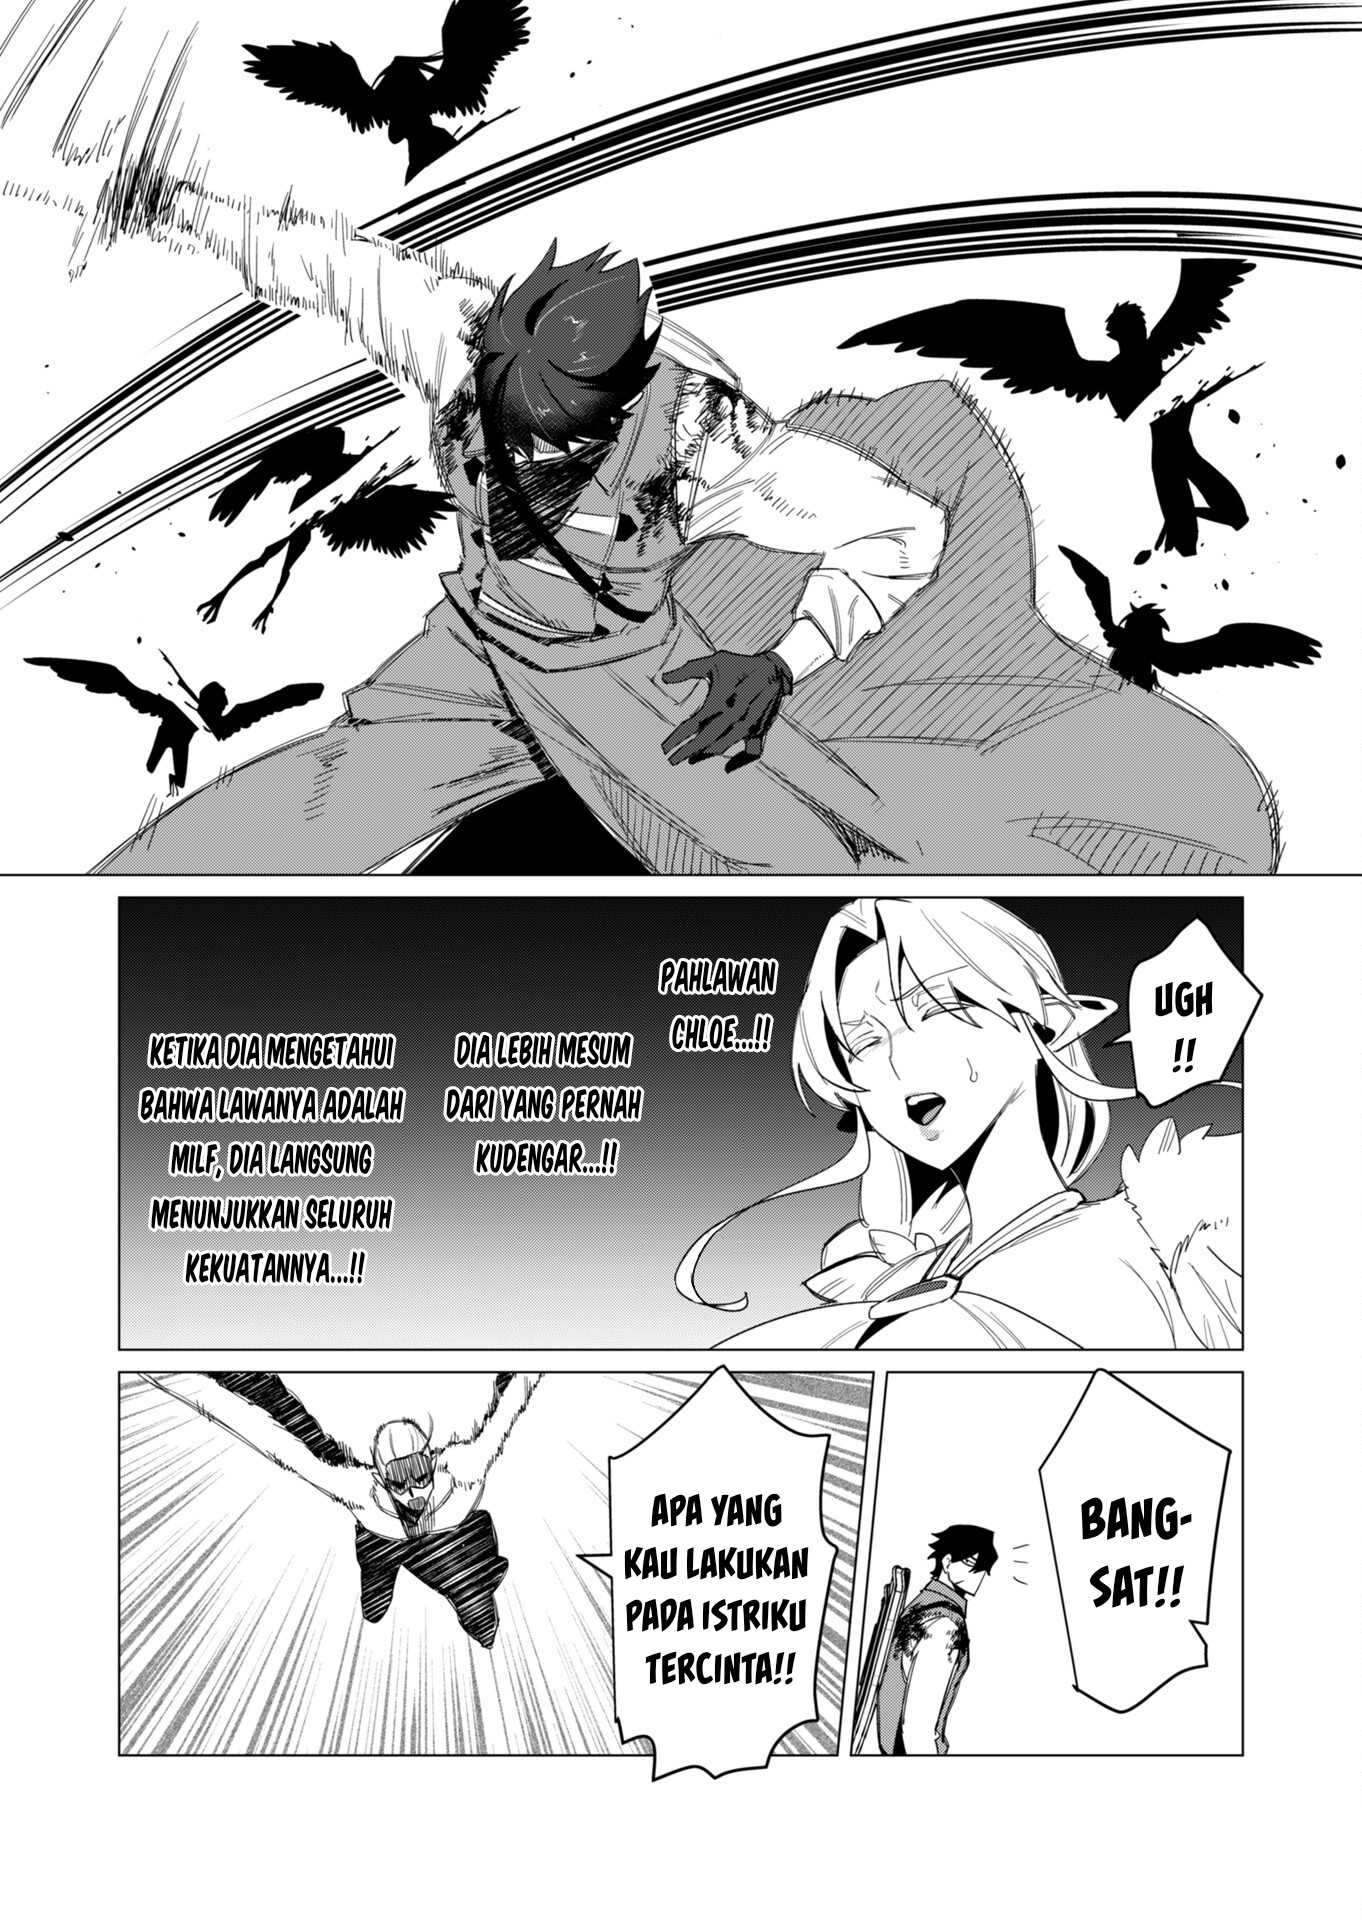 UGH
!!
PAHLAWAN
CHLOE...!!
DIA LEBIH MESUM
DARI YANG PERNAH
KUDENGAR...!!
KETIKA DIA MENGETAHUI
BAHWA LAWANYA ADALAH
MILF, DIA LANGSUNG
MENUNJUKKAN SELURUH
KEKUATANNYA...!!
BANG-
SAT!!
APA YANG
KAU LAKUKAN
PADA ISTRIKU
TERCINTA!!